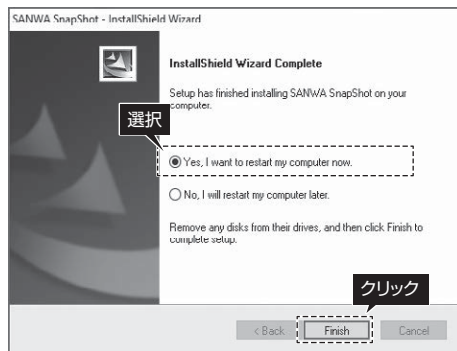 SANWA SnapShot - InstallShield Wizard
InstallShield Wizard Complete
Setup has finished installing SANWA SnapShot on your
computer.
選択
Yes, I want to restart my computer now.
No, I will restart my computer later.
Remove any disks from their drives, and then click Finish to
complete setup.
クリック
< Back
Finish
Cancel